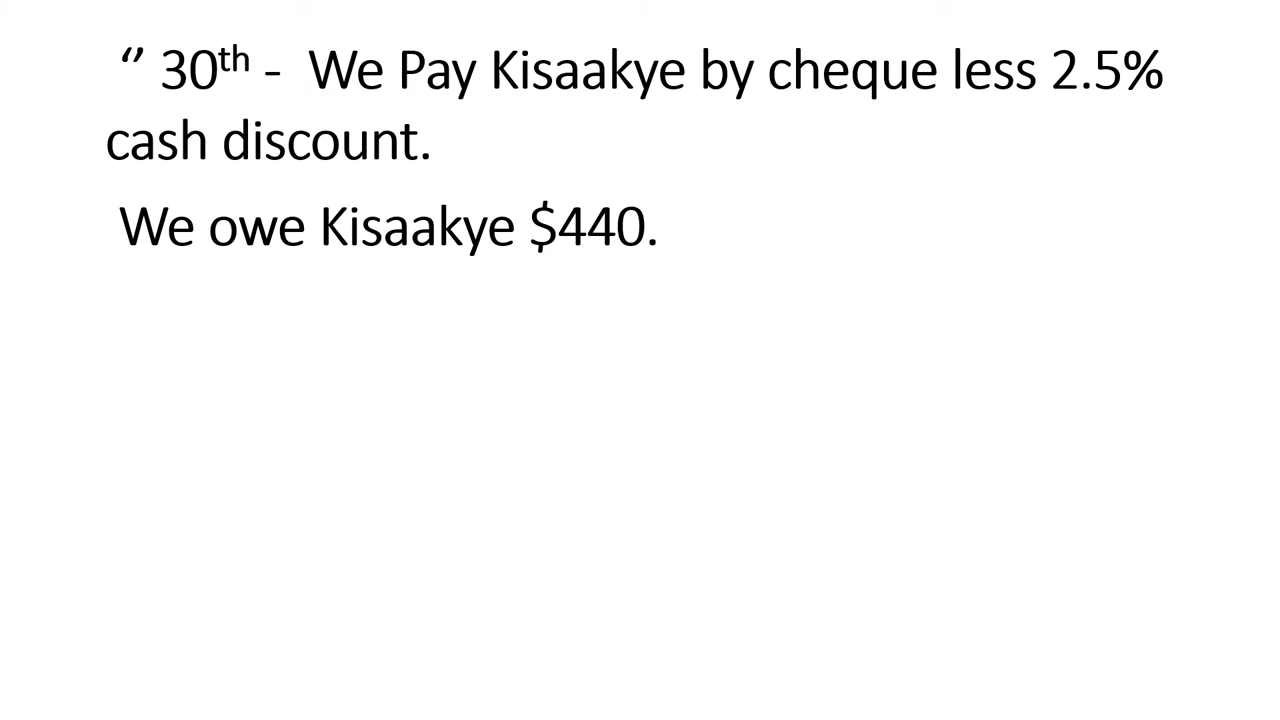 ‘’ 30th - We Pay Kisaakye by cheque less 2.5%
cash discount.
We owe Kisaakye $440.